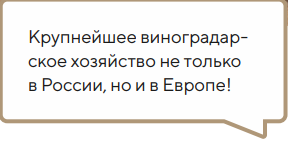 Крупнейшее виноградар-
ское хозяйство не только
в России, но и в Европе!